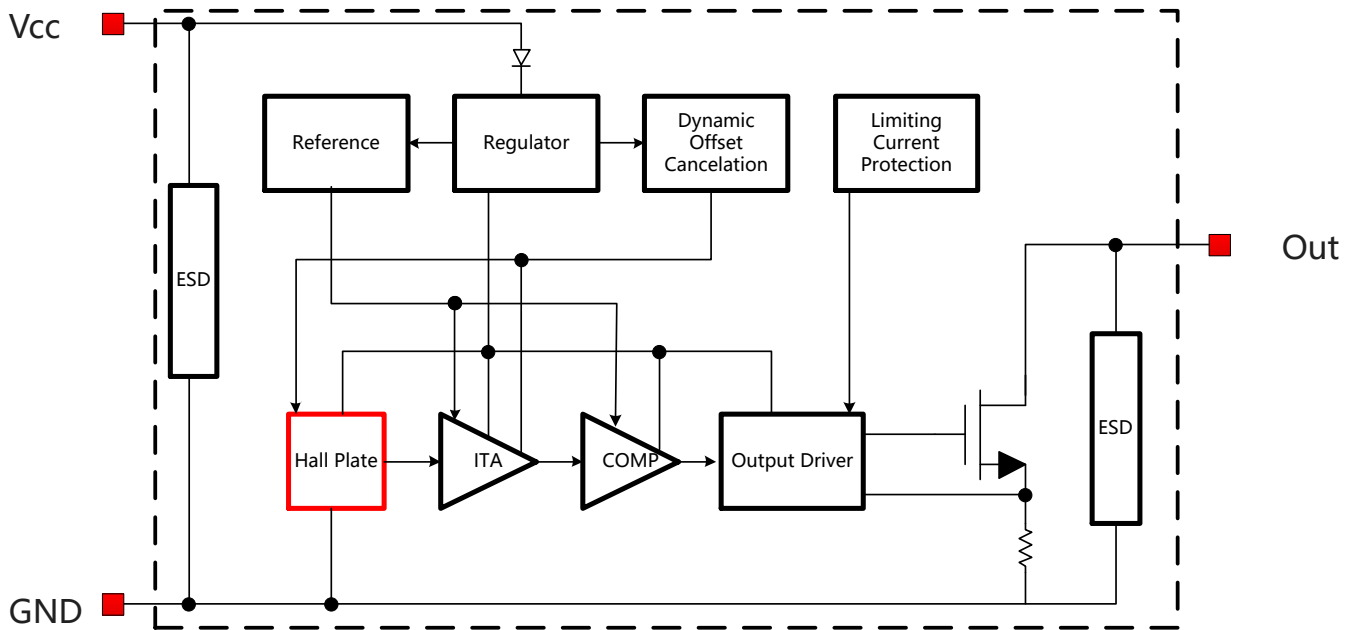 Vcc
Reference
Regulator
Dynamic
Offset
Cancelation
Limiting
Current
Protection
ESD
Out
Hall Plate
ITA
COMP
Output Driver
ESD
GND